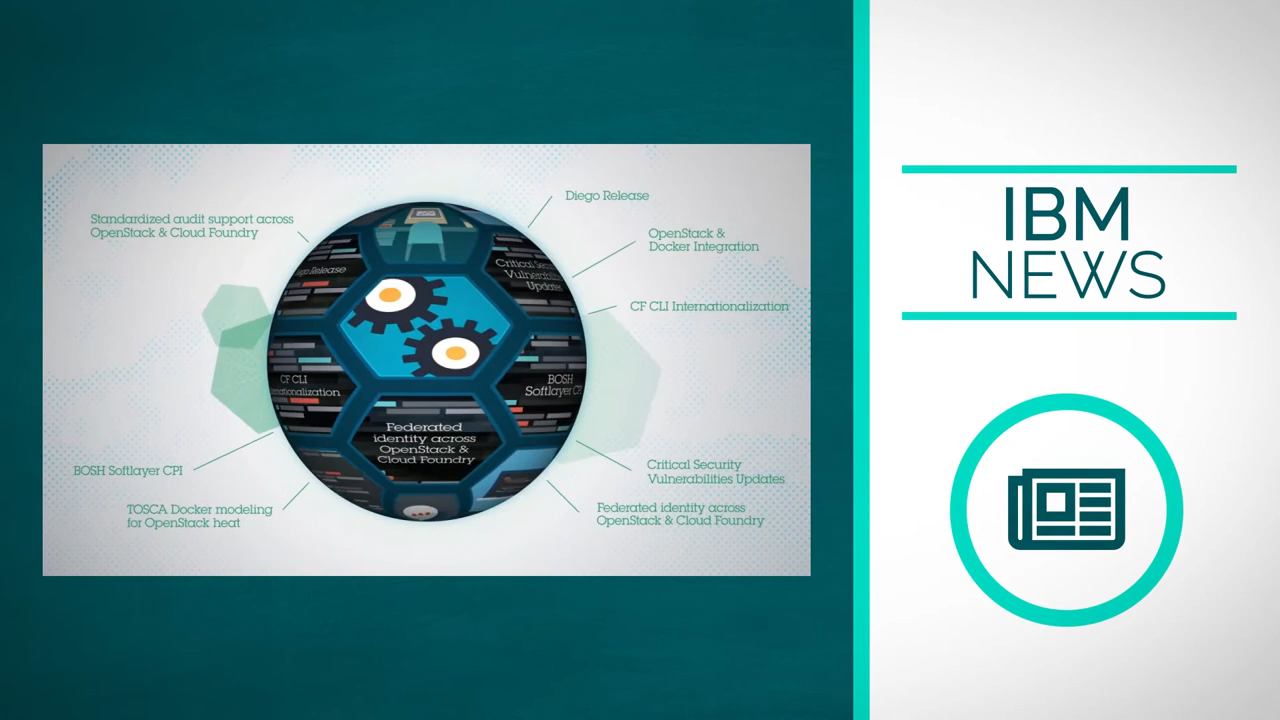 Standardized audit support across
OpenStack & Cloud Foundry
Diego Release
OpenStack &
Docker Integration
CF CLI Internationalization
BOSH Softlayer CPI
TOSCA Docker modeling
for OpenStack heat
Critical Security
Vulnerabilities Updates
Federated identity across
OpenStack & Cloud Foundry
Release
Critical
CF CLI
BOSH
Softlayer
Federated
identity across
OpenStack &
Cloud Foundry
IBM
NEWS